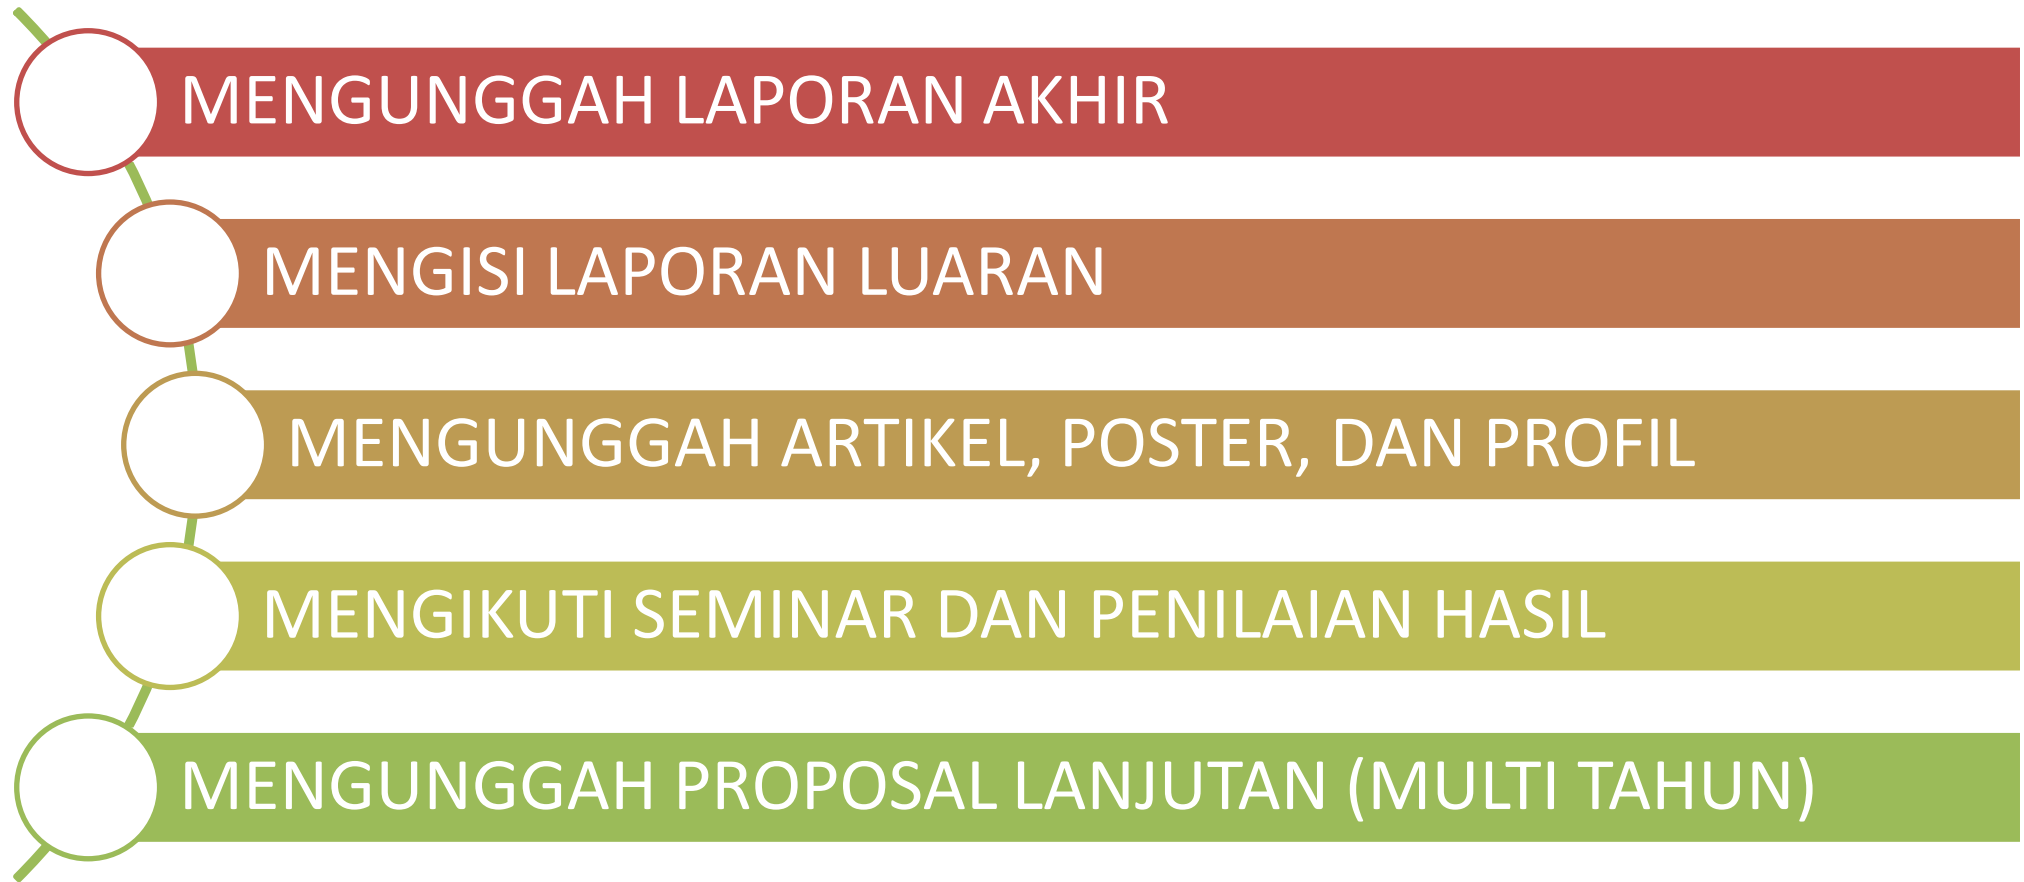 MENGUNGGAH LAPORAN AKHIR
MENGISI LAPORAN LUARAN
MENGUNGGAH ARTIKEL, POSTER, DAN PROFIL
MENGIKUTI SEMINAR DAN PENILAIAN HASIL
MENGUNGGAH PROPOSAL LANJUTAN (MULTI TAHUN)